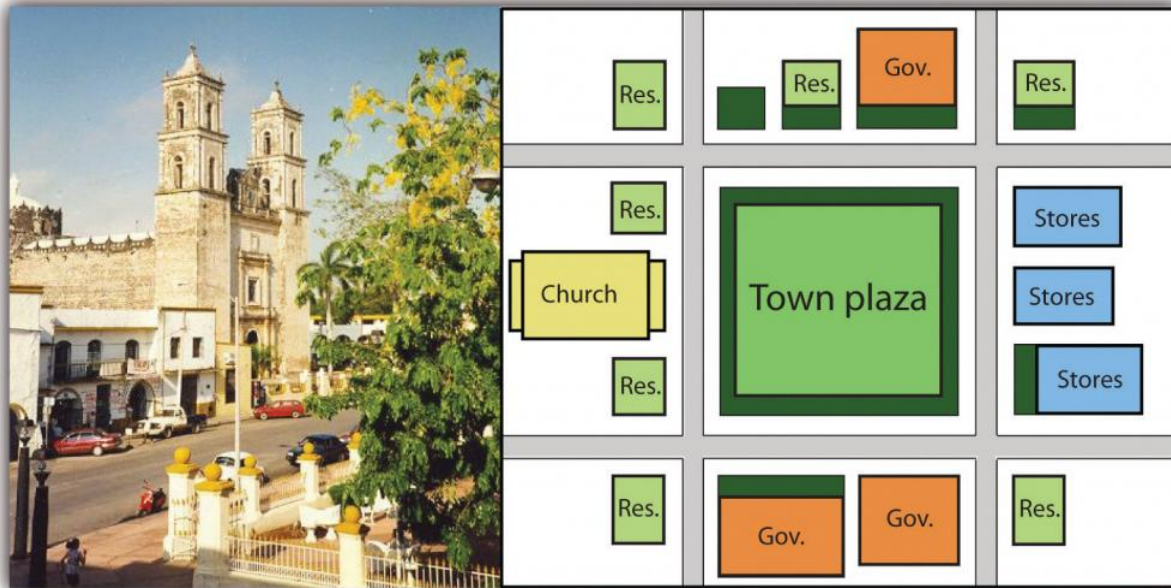 Res.
Res.
Gov.
Res.
Res.
Church
Res.
Town plaza
Stores
Stores
Stores
Res.
Gov.
Gov.
Res.